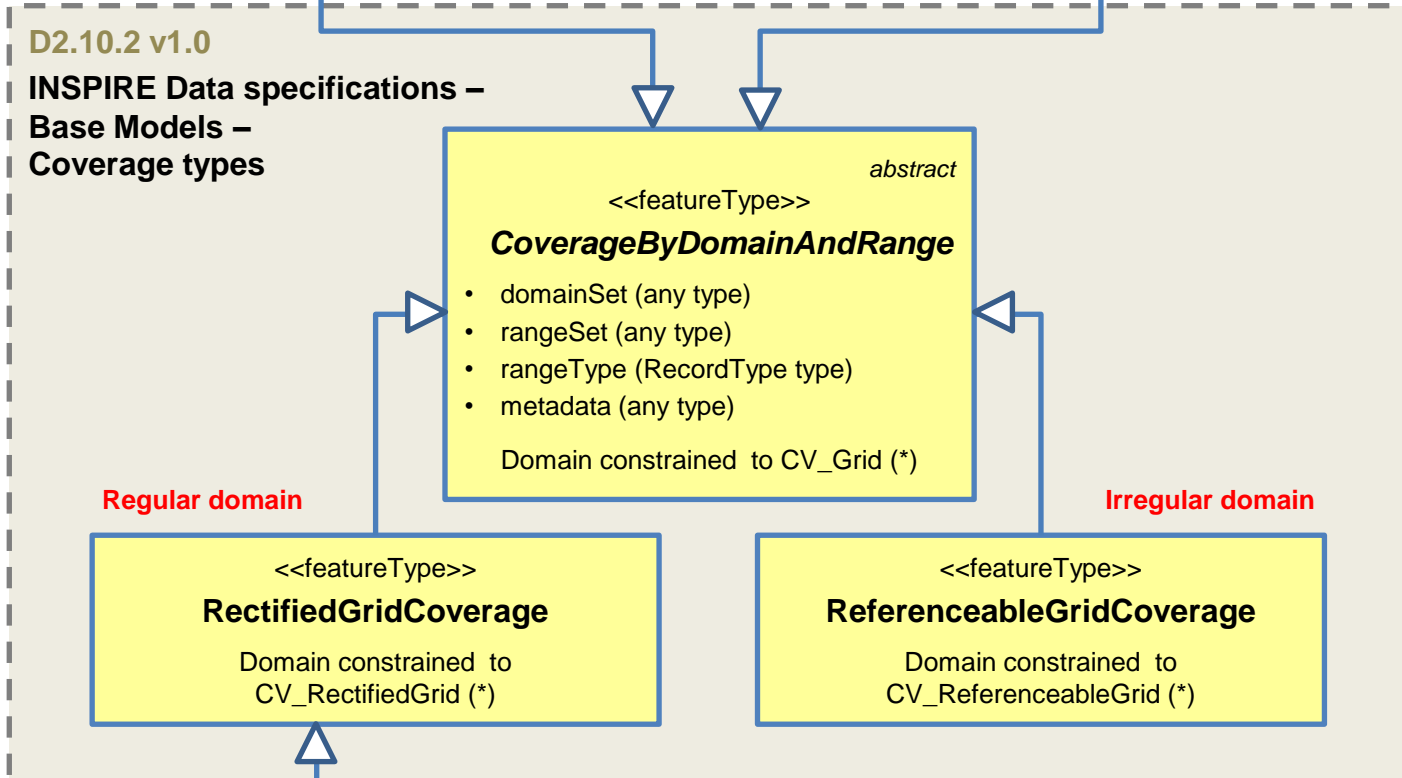 D2.10.2 v1.0
INSPIRE Data specifications –
Base Models –
Coverage types
abstract
<<featureType>>
CoverageByDomainAndRange
• domainSet (any type)
• rangeSet (any type)
• rangeType (RecordType type)
• metadata (any type)
Domain constrained to CV_Grid (*)
Regular domain
Irregular domain
<<featureType>>
RectifiedGridCoverage
Domain constrained to
CV_RectifiedGrid (*)
<<featureType>>
ReferenceableGridCoverage
Domain constrained to
CV_ReferenceableGrid (*)